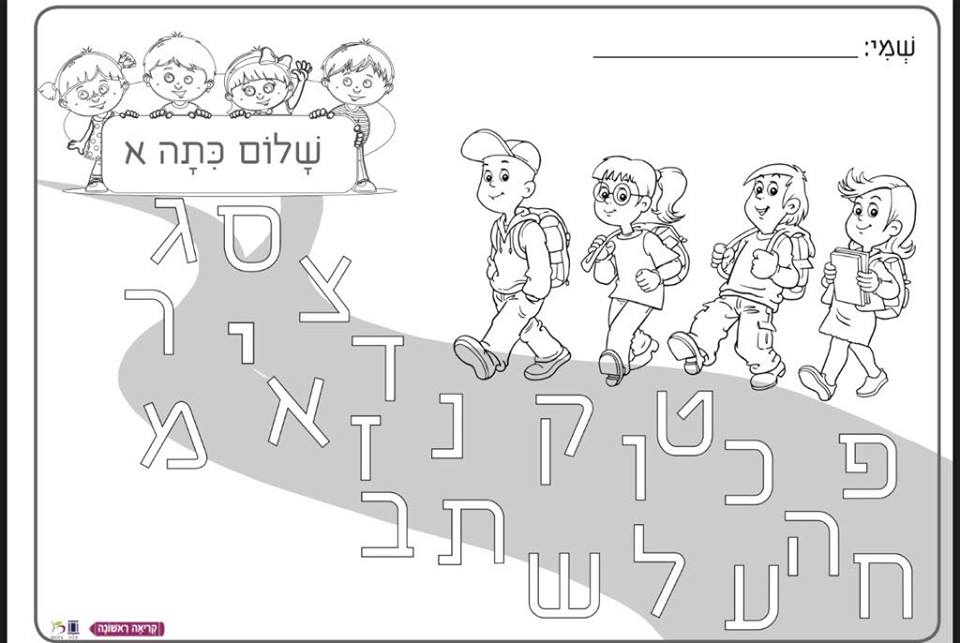 שְׁמִי:
שָׁלוֹם כִּתָּה א
ס ג
צ
ר
י
ד
א
מ
נ
ז
ק
ט
ו
כ
פ
ב
ת
ש
ל
ע
ה
ח
קריאה ראשונה